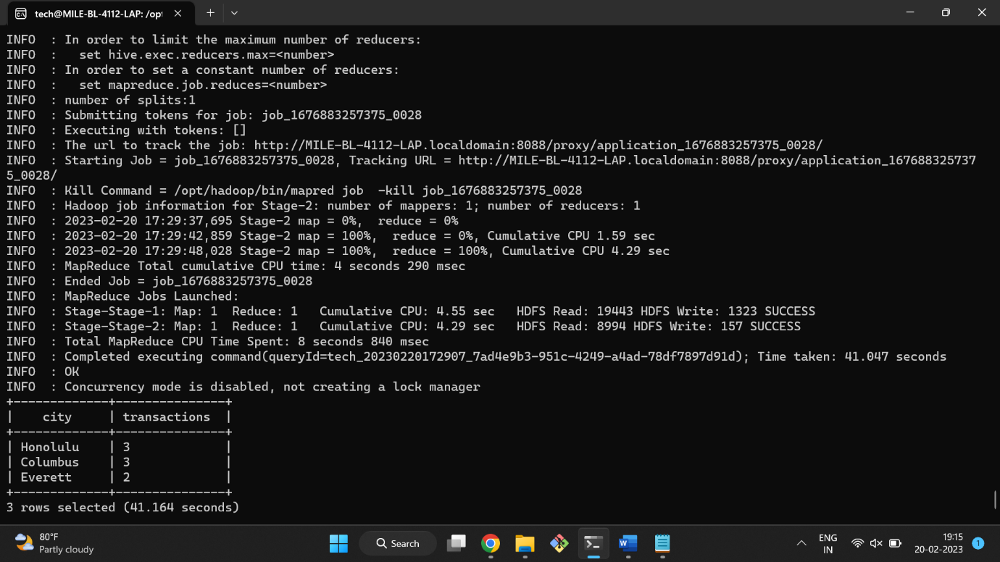 tech@MILE-BL-4112-LAP: /opt
INFO  : In order to limit the maximum number of reducers:
INFO  :   set hive.exec.reducers.max=<number>
INFO  : In order to set a constant number of reducers:
INFO  :   set mapreduce.job.reduces=<number>
INFO  : number of splits:1
INFO  : Submitting tokens for job: job_1676883257375_0028
INFO  : Executing with tokens: []
INFO  : The url to track the job: http://MILE-BL-4112-LAP.localdomain:8088/proxy/application_1676883257375_0028/
INFO  : Starting Job = job_1676883257375_0028, Tracking URL = http://MILE-BL-4112-LAP.localdomain:8088/proxy/application_167688325737
5_0028/
INFO  : Kill Command = /opt/hadoop/bin/mapred job  -kill job_1676883257375_0028
INFO  : Hadoop job information for Stage-2: number of mappers: 1; number of reducers: 1
INFO  : 2023-02-20 17:29:37,695 Stage-2 map = 0%,  reduce = 0%
INFO  : 2023-02-20 17:29:42,859 Stage-2 map = 100%,  reduce = 0%, Cumulative CPU 1.59 sec
INFO  : 2023-02-20 17:29:48,028 Stage-2 map = 100%,  reduce = 100%, Cumulative CPU 4.29 sec
INFO  : MapReduce Total cumulative CPU time: 4 seconds 290 msec
INFO  : Ended Job = job_1676883257375_0028
INFO  : MapReduce Jobs Launched:
INFO  : Stage-Stage-1: Map: 1  Reduce: 1   Cumulative CPU: 4.55 sec   HDFS Read: 19443 HDFS Write: 1323 SUCCESS
INFO  : Stage-Stage-2: Map: 1  Reduce: 1   Cumulative CPU: 4.29 sec   HDFS Read: 8994 HDFS Write: 157 SUCCESS
INFO  : Total MapReduce CPU Time Spent: 8 seconds 840 msec
INFO  : Completed executing command(queryId=tech_20230220172907_7ad4e9b3-951c-4249-a4ad-78df7897d91d); Time taken: 41.047 seconds
INFO  : OK
INFO  : Concurrency mode is disabled, not creating a lock manager
+-------------+---------------+
|    city     | transactions  |
+-------------+---------------+
| Honolulu    | 3             |
| Columbus    | 3             |
| Everett     | 2             |
+-------------+---------------+
3 rows selected (41.164 seconds)
80°F
Partly cloudy
Search
ENG
IN
19:15
20-02-2023
1